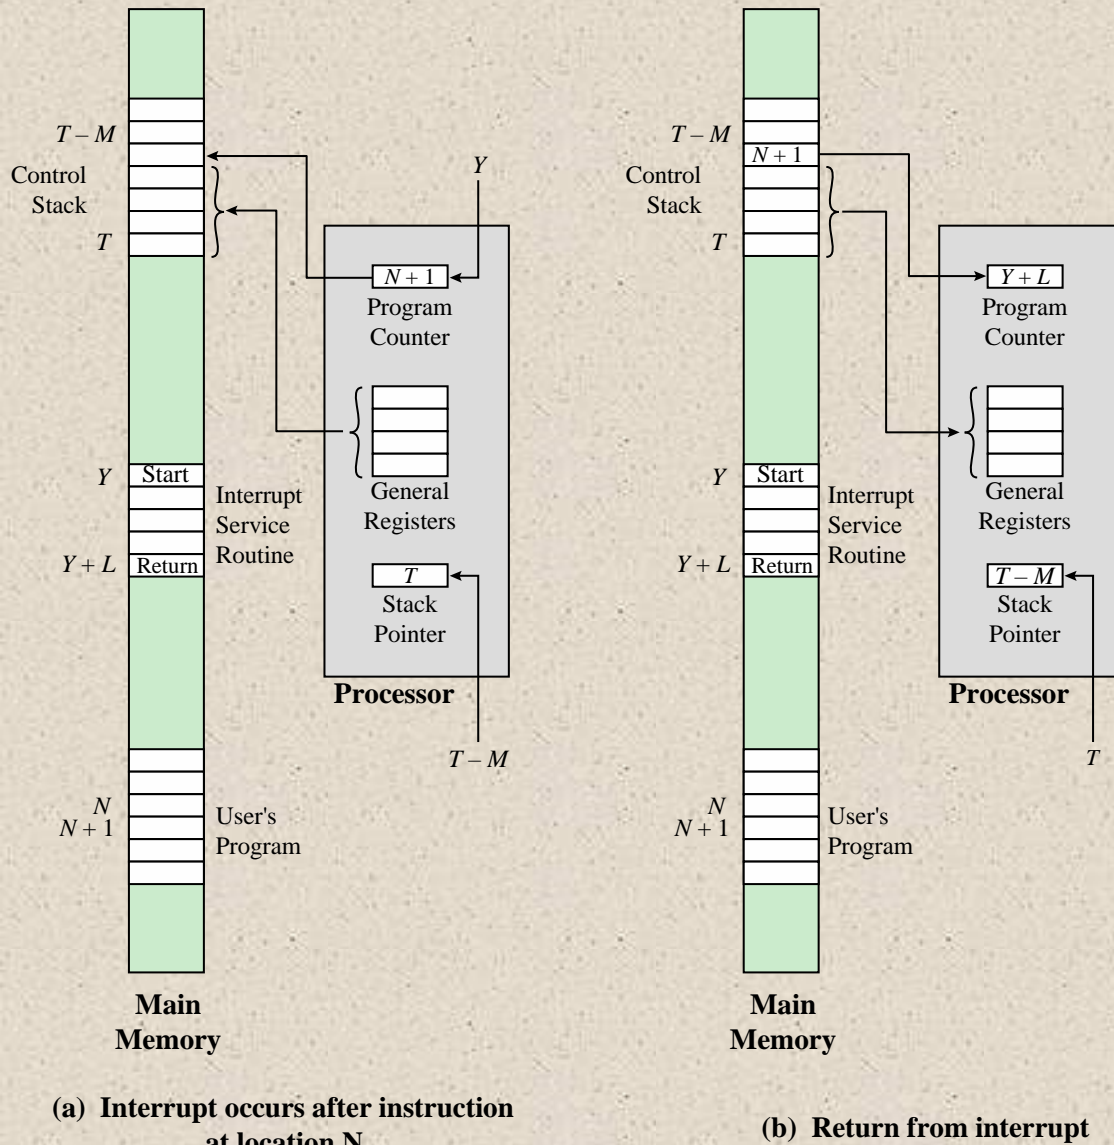 T – M
Control
Stack
T
Y
N + 1
Program
Counter
General
Registers
T
Stack
Pointer
Processor
T – M
Y
Start
Interrupt
Service
Routine
Y + L
Return
N
N + 1
User's
Program
Main
Memory
(a) Interrupt occurs after instruction
at location N
T – M
N + 1
Control
Stack
T
Y + L
Program
Counter
General
Registers
T – M
Stack
Pointer
Processor
T
Y
Start
Interrupt
Service
Routine
Y + L
Return
N
N + 1
User's
Program
Main
Memory
(b) Return from interrupt